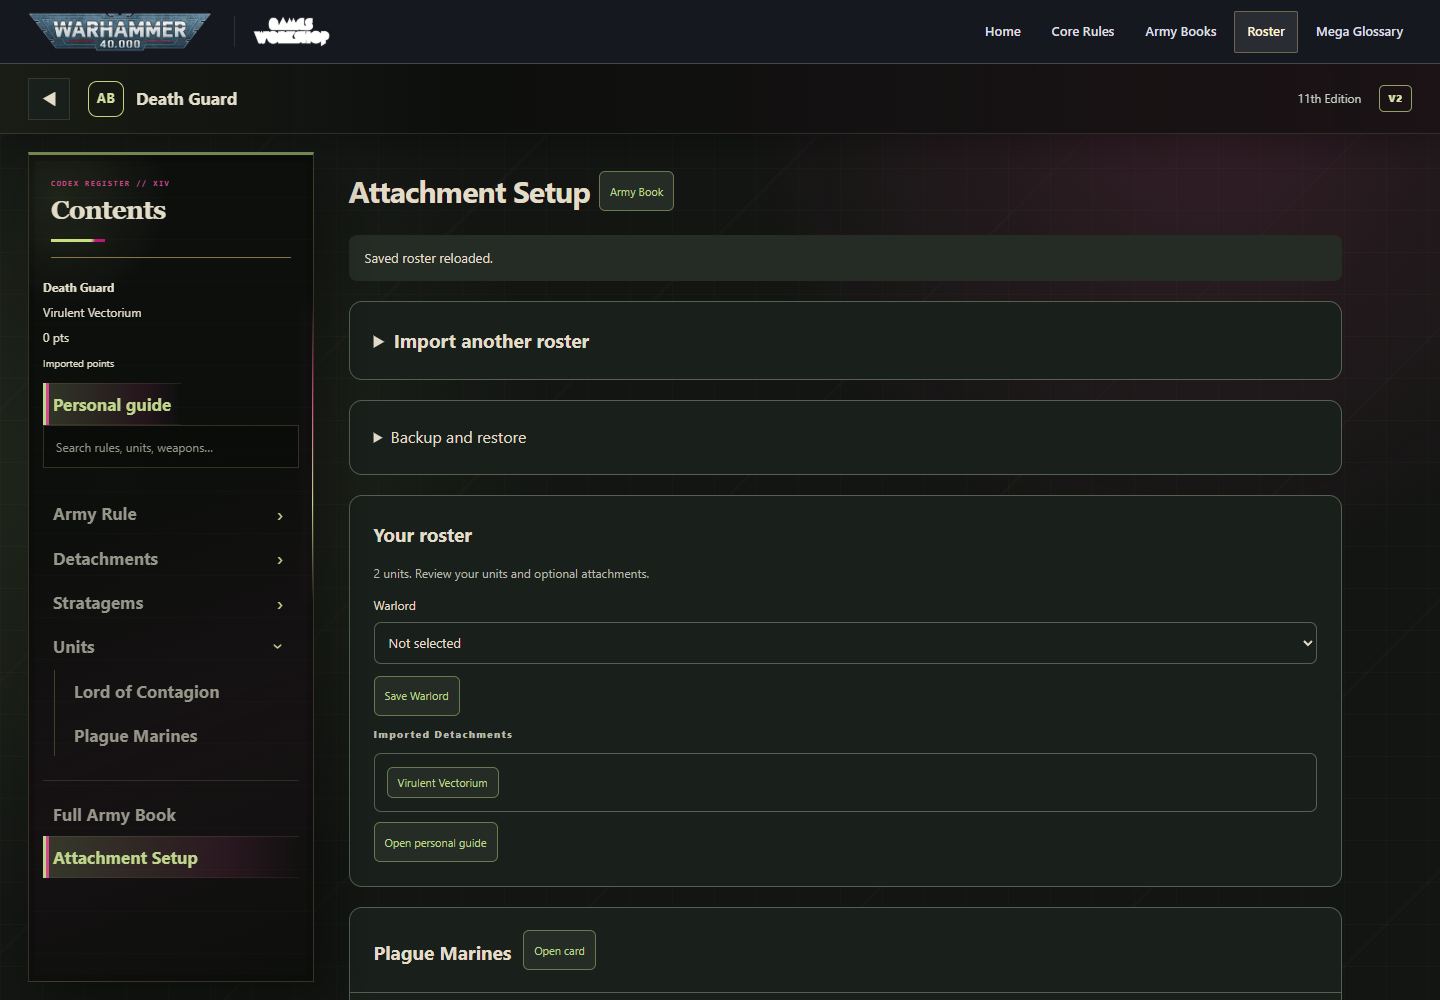 WARHAMMER
40,000
GAMES
WORKSHOP
Home
Core Rules
Army Books
Roster
Mega Glossary
AB
Death Guard
11th Edition
V2
CODEX REGISTER // XIV
Contents
Death Guard
Virulent Vectorium
0 pts
Imported points
Personal guide
Search rules, units, weapons...
Army Rule
Detachments
Stratagems
Units
Lord of Contagion
Plague Marines
Full Army Book
Attachment Setup
Attachment Setup
Army Book
Saved roster reloaded.
Import another roster
Backup and restore
Your roster
2 units. Review your units and optional attachments.
Warlord
Not selected
Save Warlord
Imported Detachments
Virulent Vectorium
Open personal guide
Plague Marines
Open card